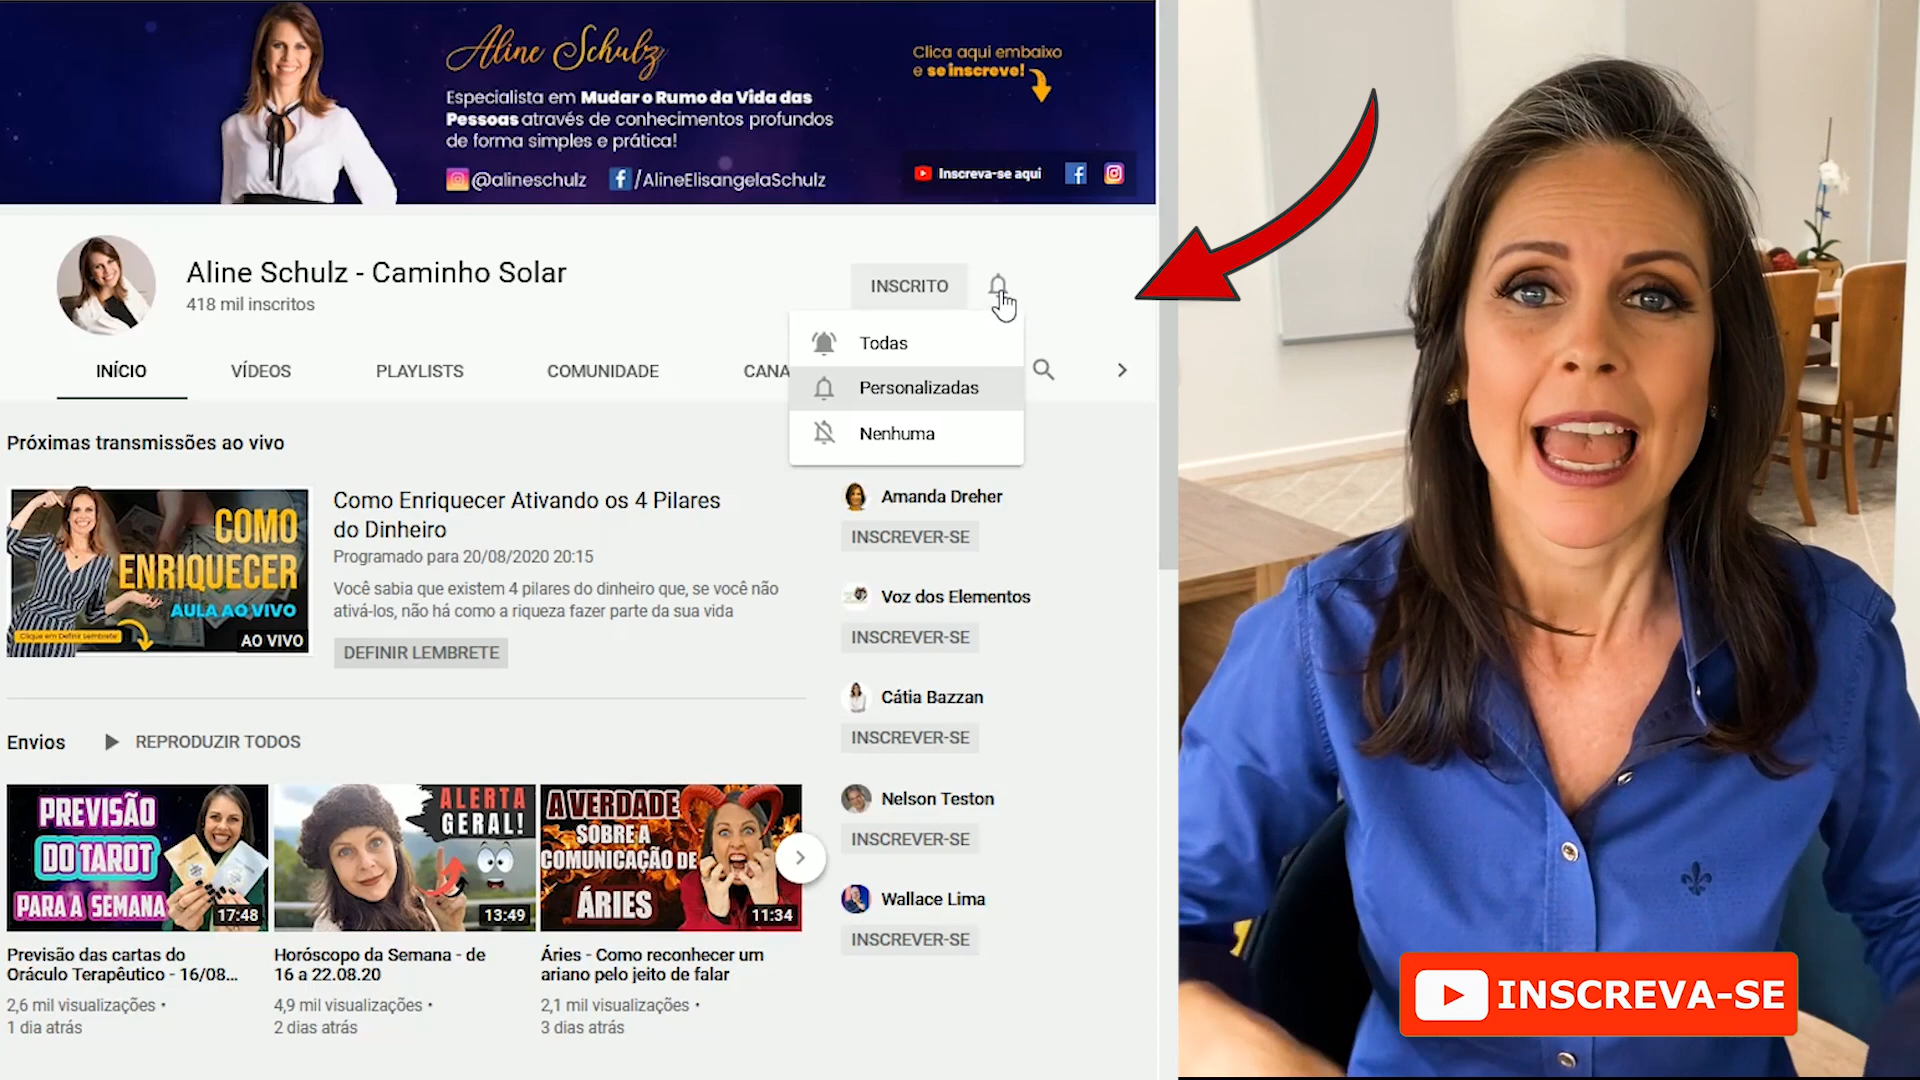 Aline Schulz
Especialista em Mudar o Rumo da Vida das
Pessoas através de conhecimentos profundos
de forma simples e prática!
@alineschulz /AlineElisangelaSchulz
Clica aqui embaixo
e se inscreve!
Inscreva-se aqui
Aline Schulz - Caminho Solar
418 mil inscritos
INSCRITO
Todas
Personalizadas
Nenhuma
INÍCIO VÍDEOS PLAYLISTS COMUNIDADE CANA
Próximas transmissões ao vivo
COMO
ENRIQUECER
AULA AO VIVO
Clique em Definir Lembrete
AO VIVO
Como Enriquecer Ativando os 4 Pilares
do Dinheiro
Programado para 20/08/2020 20:15
Você sabia que existem 4 pilares do dinheiro que, se você não
ativá-los, não há como a riqueza fazer parte da sua vida
DEFINIR LEMBRETE
Amanda Dreher
INSCREVER-SE
Voz dos Elementos
INSCREVER-SE
Cátia Bazzan
INSCREVER-SE
Nelson Teston
INSCREVER-SE
Wallace Lima
INSCREVER-SE
Envios REPRODUZIR TODOS
PREVISÃO
DO TAROT
PARA A SEMANA
17:48
ALERTA
GERAL!
13:49
A VERDADE
SOBRE A
COMUNICAÇÃO DE
ÁRIES
11:34
Previsão das cartas do
Oráculo Terapêutico - 16/08...
2,6 mil visualizações •
1 dia atrás
Horóscopo da Semana - de
16 a 22.08.20
4,9 mil visualizações •
2 dias atrás
Áries - Como reconhecer um
ariano pelo jeito de falar
2,1 mil visualizações •
3 dias atrás
INSCREVA-SE